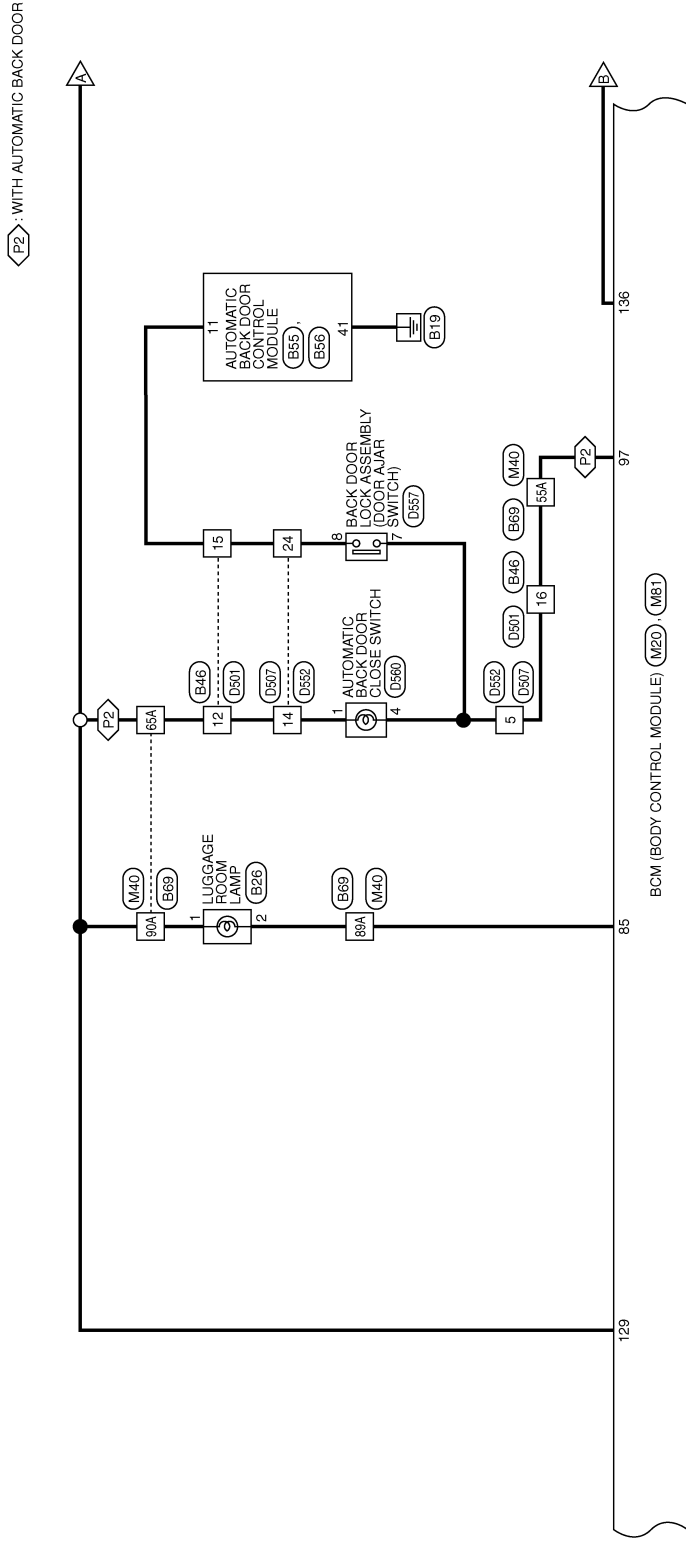 P2 : WITH AUTOMATIC BACK DOOR
A
B
11
AUTOMATIC
BACK DOOR
CONTROL
MODULE
B55 ,
B56
41
B19
136
15
24
8
BACK DOOR
LOCK ASSEMBLY
(DOOR AJAR
SWITCH)
D557
7
M40
55A
B69
P2
97
B46
16
D501
P2
65A
B46
12
D501
D507
14
D552
1
AUTOMATIC
BACK DOOR
CLOSE SWITCH
D560
4
D552
5
D507
M40
90A
B69
1
LUGGAGE
ROOM
LAMP
B26
2
B69
89A
M40
85
129
BCM (BODY CONTROL MODULE) M20 , M81